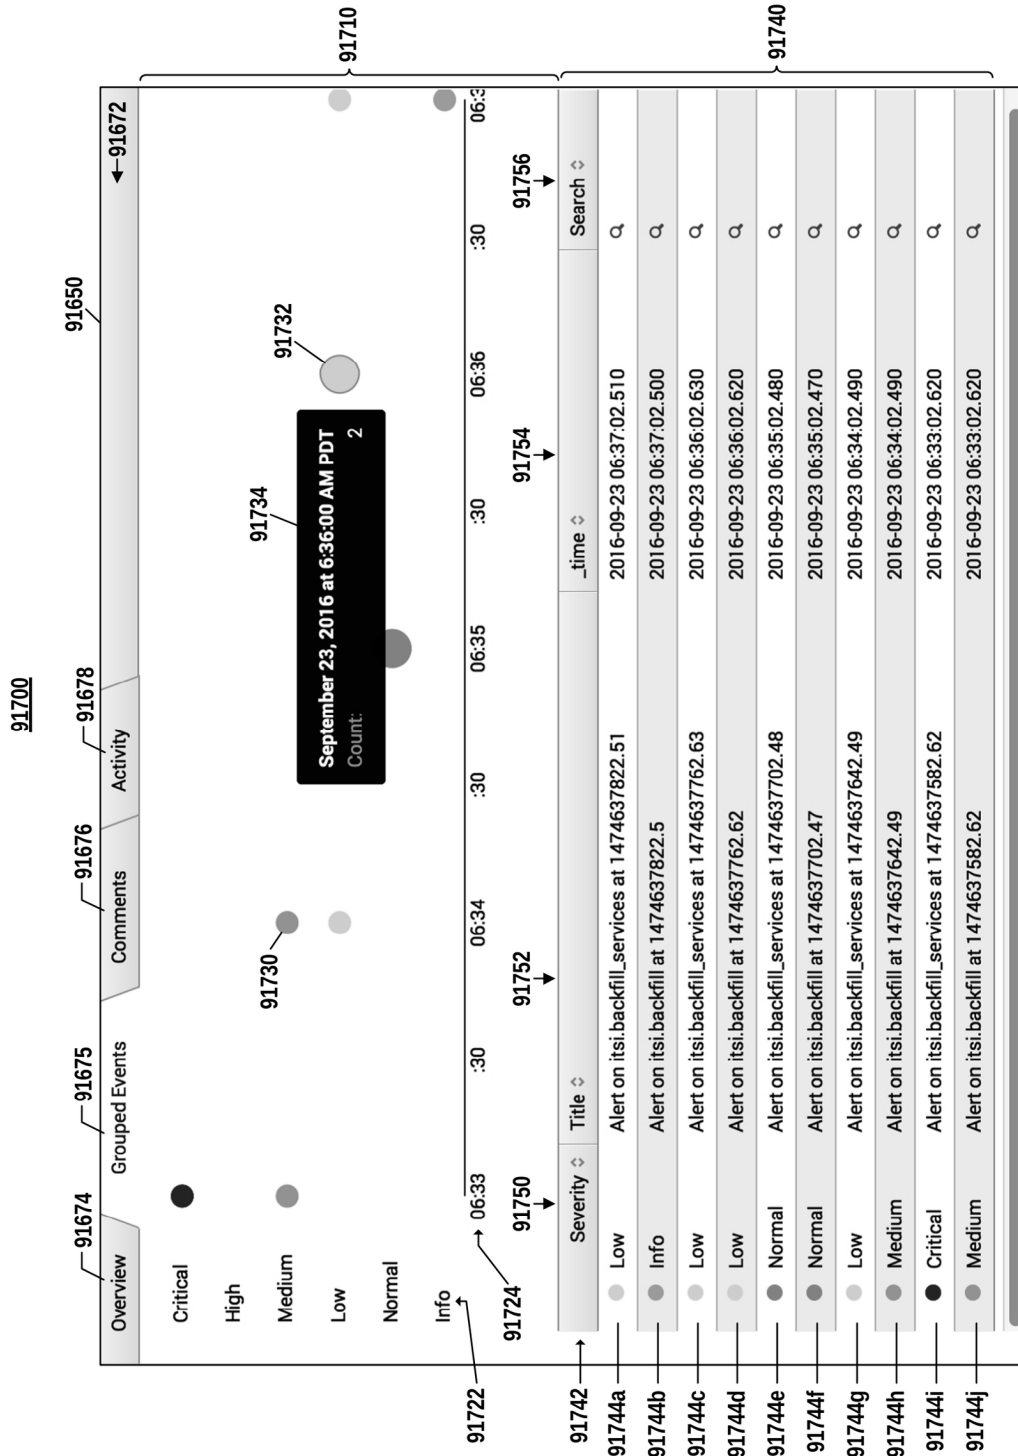 91700
91650
91674
91675
91676
91678
Overview
Grouped Events
Comments
Activity
91672
91710
Critical
High
Medium
Low
Normal
Info
91730
91734
91732
September 23, 2016 at 6:36:00 AM PDT
Count: 2
06:33
:30
06:34
:30
06:35
:30
06:36
:30
06:3
91722
91724
91750
91752
91754
91756
91740
91742
Severity Title _time Search
91744a Low Alert on itsi.backfill_services at 1474637822.51 2016-09-23 06:37:02.510
91744b Info Alert on itsi.backfill at 1474637822.5 2016-09-23 06:37:02.500
91744c Low Alert on itsi.backfill_services at 1474637762.63 2016-09-23 06:36:02.630
91744d Low Alert on itsi.backfill at 1474637762.62 2016-09-23 06:36:02.620
91744e Normal Alert on itsi.backfill_services at 1474637702.48 2016-09-23 06:35:02.480
91744f Normal Alert on itsi.backfill at 1474637702.47 2016-09-23 06:35:02.470
91744g Low Alert on itsi.backfill_services at 1474637642.49 2016-09-23 06:34:02.490
91744h Medium Alert on itsi.backfill at 1474637642.49 2016-09-23 06:34:02.490
91744i Critical Alert on itsi.backfill_services at 1474637582.62 2016-09-23 06:33:02.620
91744j Medium Alert on itsi.backfill at 1474637582.62 2016-09-23 06:33:02.620